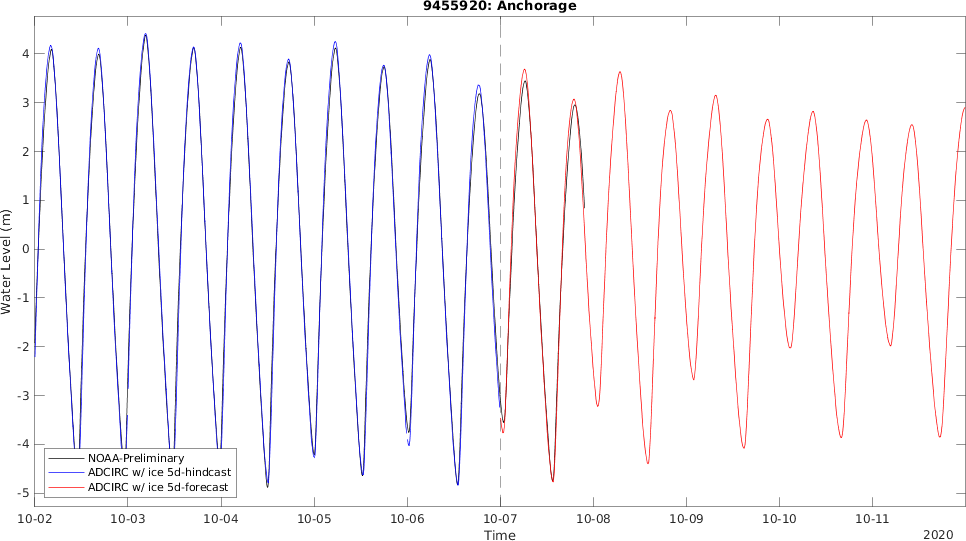 9455920: Anchorage
Water Level (m)
4
3
2
1
0
-1
-2
-3
-4
-5
NOAA-Preliminary
ADCIRC w/ ice 5d-hindcast
ADCIRC w/ ice 5d-forecast
10-02 10-03 10-04 10-05 10-06 10-07 10-08 10-09 10-10 10-11
Time
2020